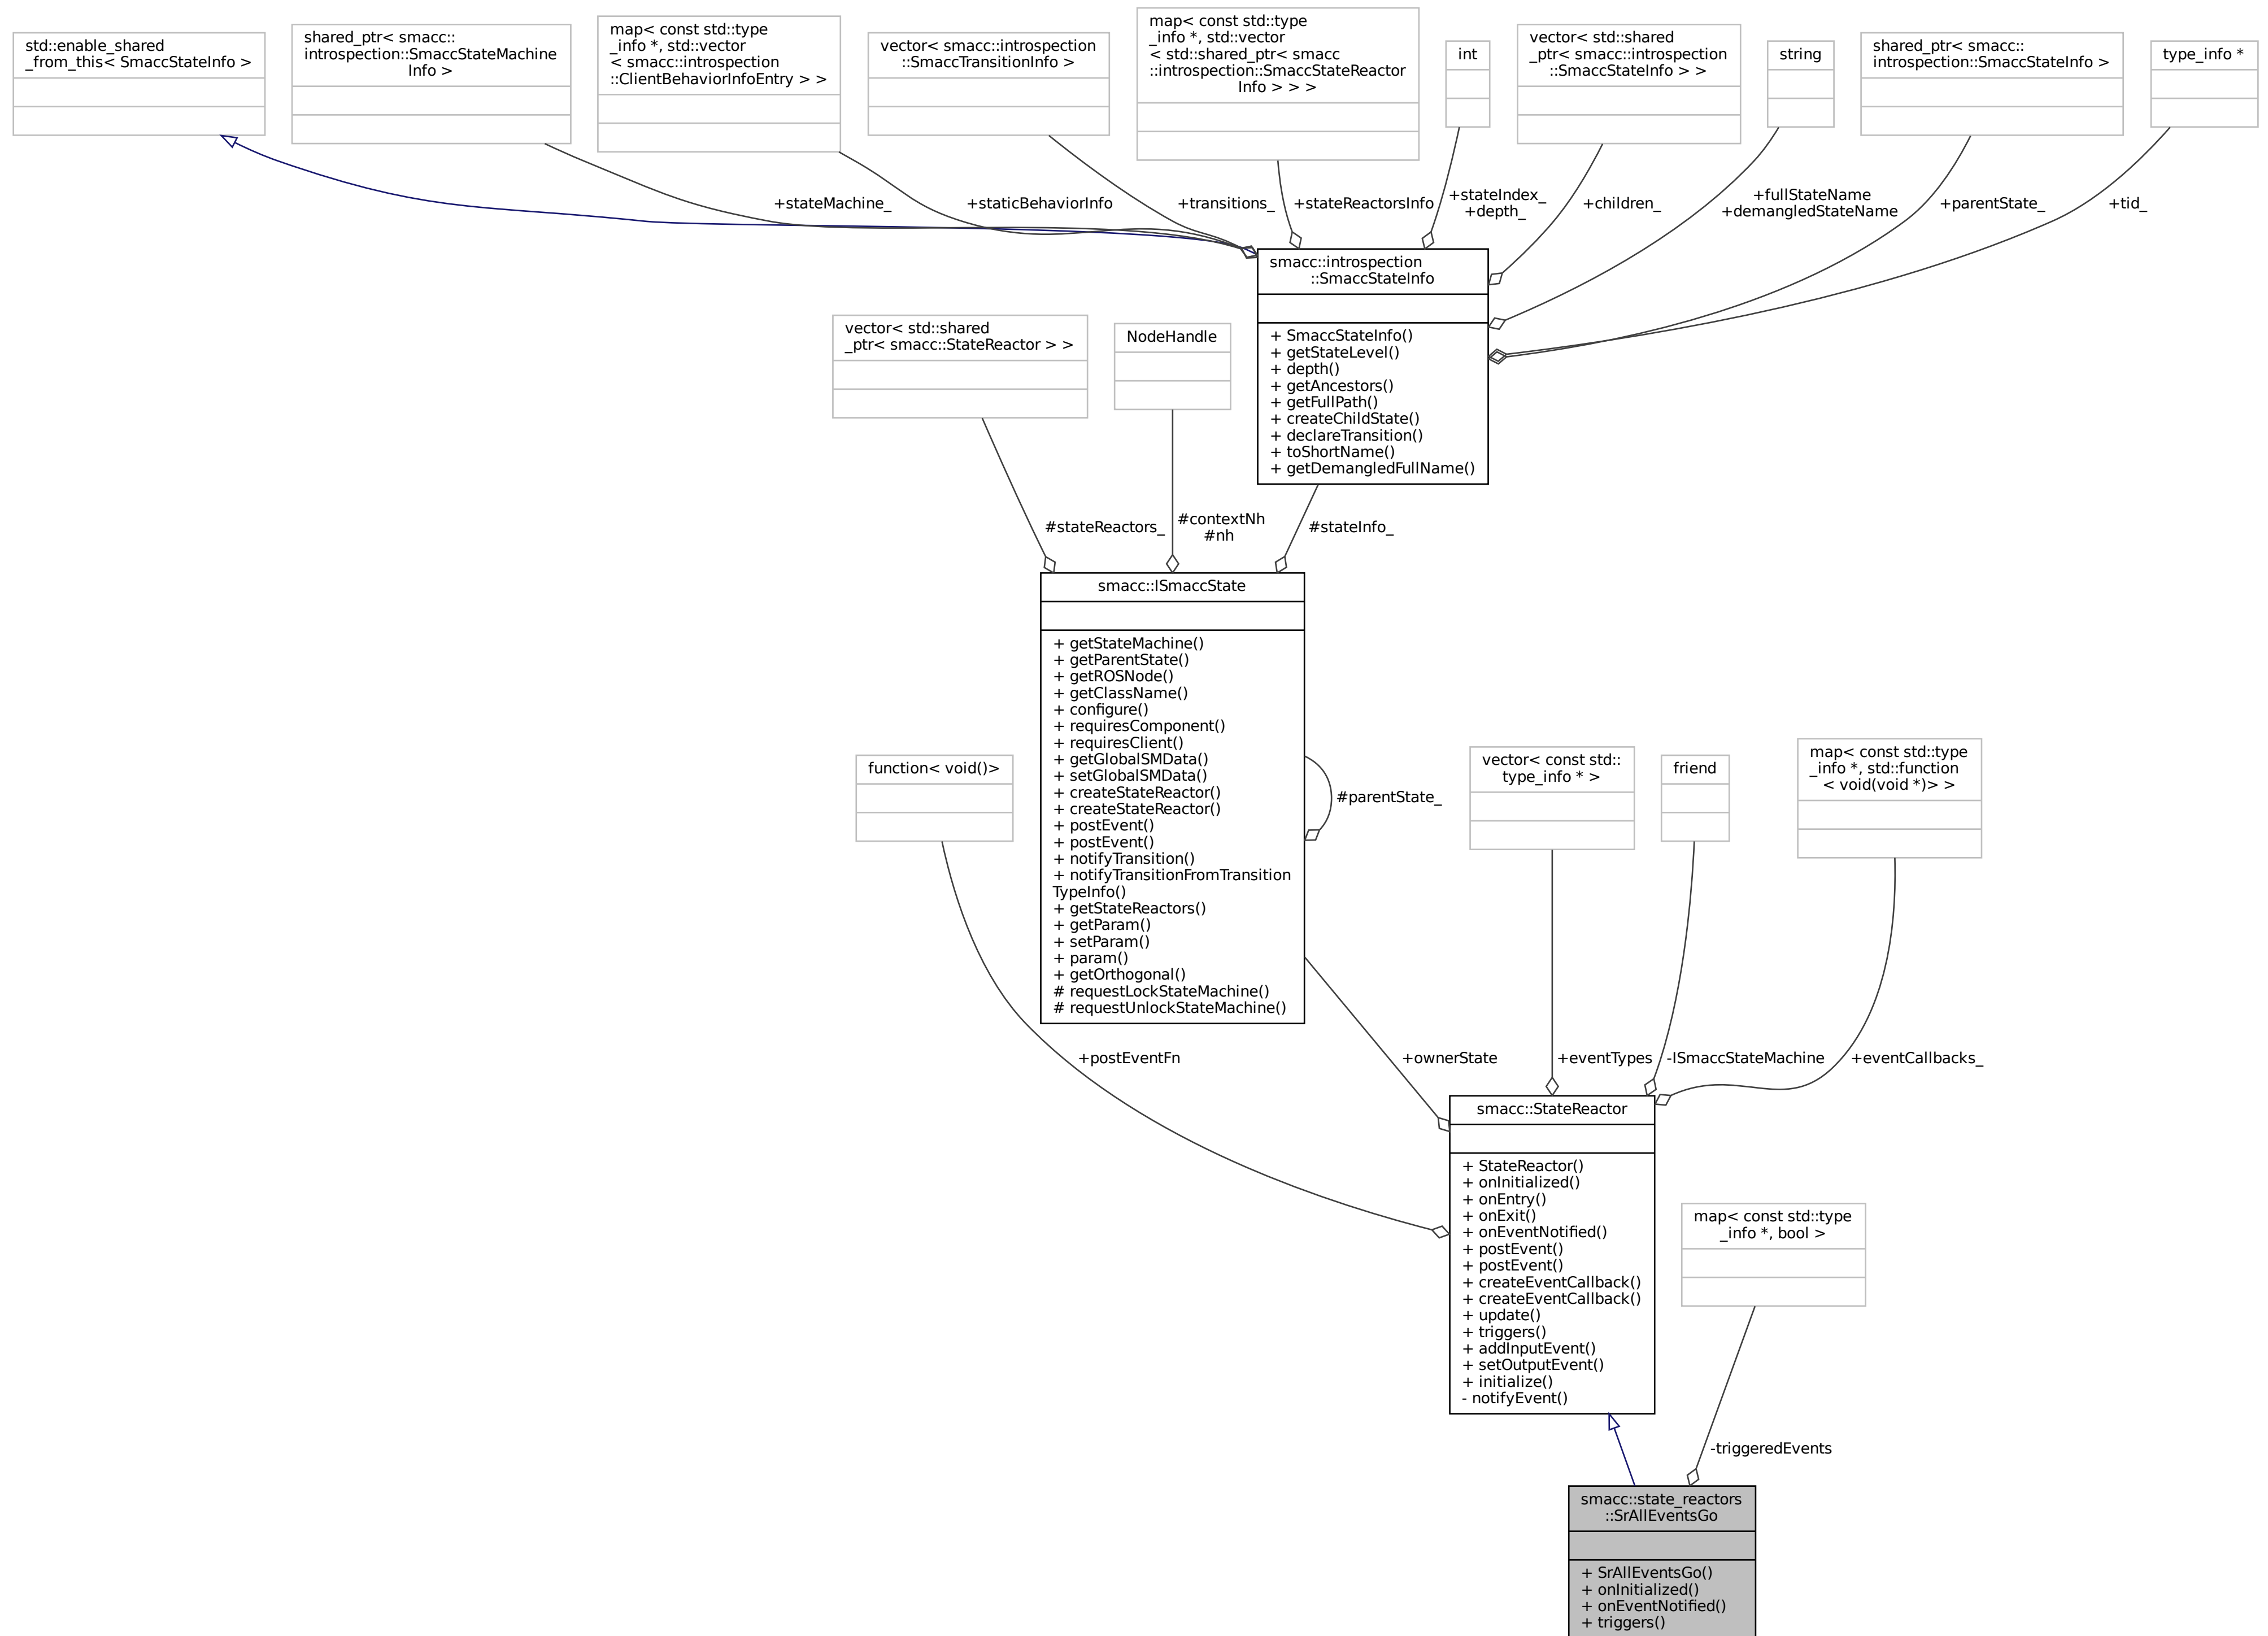 std::enable_shared
_from_this< SmaccStateInfo >
shared_ptr< smacc::
introspection::SmaccStateMachine
Info >
map< const std::type
_info *, std::vector
< smacc::introspection
::ClientBehaviorInfoEntry > >
vector< smacc::introspection
::SmaccTransitionInfo >
map< const std::type
_info *, std::vector
< std::shared_ptr< smacc
::introspection::SmaccStateReactor
Info > > >
int
vector< std::shared
_ptr< smacc::introspection
::SmaccStateInfo > >
string
shared_ptr< smacc::
introspection::SmaccStateInfo >
type_info *
+stateMachine_
+staticBehaviorInfo
+transitions_
+stateReactorsInfo
+stateIndex_
+depth_
+children_
+fullStateName
+demangledStateName
+parentState_
+tid_
smacc::introspection
::SmaccStateInfo
+ SmaccStateInfo()
+ getStateLevel()
+ depth()
+ getAncestors()
+ getFullPath()
+ createChildState()
+ declareTransition()
+ toShortName()
+ getDemangledFullName()
vector< std::shared
_ptr< smacc::StateReactor > >
NodeHandle
#stateReactors_
#contextNh
#nh
#stateInfo_
smacc::ISmaccState
+ getStateMachine()
+ getParentState()
+ getROSNode()
+ getClassName()
+ configure()
+ requiresComponent()
+ requiresClient()
+ getGlobalSMData()
+ setGlobalSMData()
+ createStateReactor()
+ createStateReactor()
+ postEvent()
+ postEvent()
+ notifyTransition()
+ notifyTransitionFromTransition
TypeInfo()
+ getStateReactors()
+ getParam()
+ setParam()
+ param()
+ getOrthogonal()
# requestLockStateMachine()
# requestUnlockStateMachine()
#parentState_
function< void()>
vector< const std::
type_info * >
friend
map< const std::type
_info *, std::function
< void(void *)> >
+postEventFn
+ownerState
+eventTypes
-ISmaccStateMachine
+eventCallbacks_
smacc::StateReactor
+ StateReactor()
+ onInitialized()
+ onEntry()
+ onExit()
+ onEventNotified()
+ postEvent()
+ postEvent()
+ createEventCallback()
+ createEventCallback()
+ update()
+ triggers()
+ addInputEvent()
+ setOutputEvent()
+ initialize()
- notifyEvent()
map< const std::type
_info *, bool >
-triggeredEvents
smacc::state_reactors
::SrAllEventsGo
+ SrAllEventsGo()
+ onInitialized()
+ onEventNotified()
+ triggers()